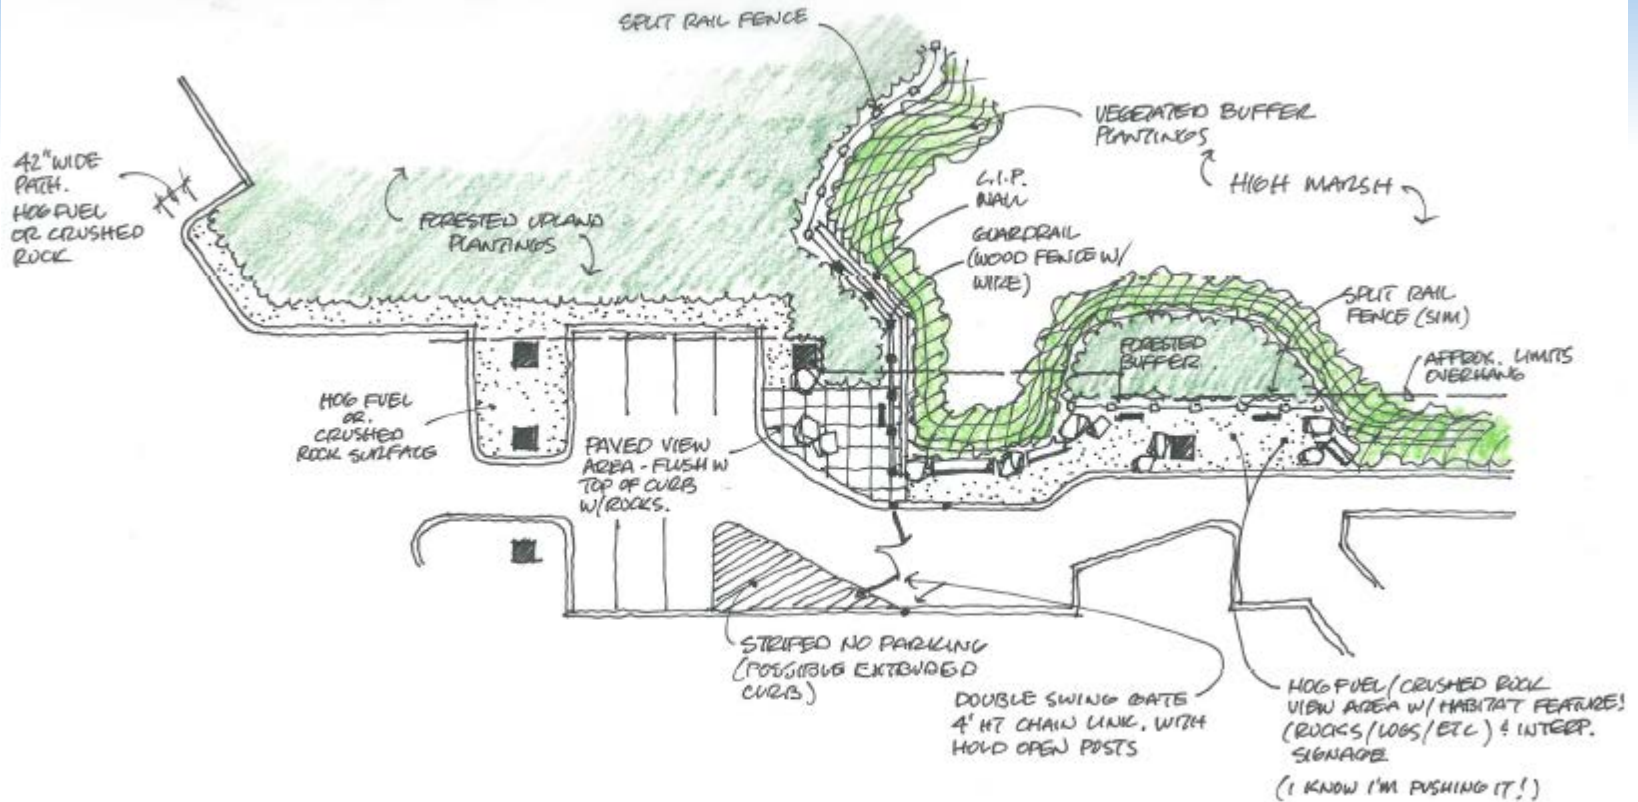 SPLIT RAIL FENCE
42" WIDE
PATH.
HOG FUEL
OR CRUSHED
ROCK
FORESTED UPLAND
PLANTINGS
VEGETATED BUFFER
PLANTINGS
HIGH MARSH
C.I.P.
WALL
GUARDRAIL
(WOOD FENCE W/
WIRE)
SPLIT RAIL
FENCE (SIM)
FORESTED
BUFFER
APPROX. LIMITS
OVERHANG
HOG FUEL
OR.
CRUSHED
ROCK SURFACE
PAVED VIEW
AREA - FLUSH W
TOP OF CURB
W/ROCKS.
STRIPED NO PARKING
(POSSIBLE EXTRUDED
CURB)
DOUBLE SWING GATE
4' HT CHAIN LINK, WITH
HOLD OPEN POSTS
HOG FUEL/CRUSHED ROCK
VIEW AREA W/ HABITAT FEATURE!
(ROCKS/LOGS/ETC) & INTERP.
SIGNAGE
(I KNOW I'M PUSHING IT!)